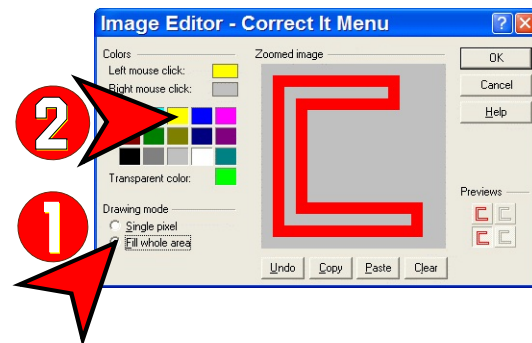 Image Editor - Correct It Menu
Colors
Left mouse click:
Right mouse click:
Transparent color:
Drawing mode
Single pixel
Fill whole area
Zoomed image
Undo
Copy
Paste
Clear
OK
Cancel
Help
Previews
2
1